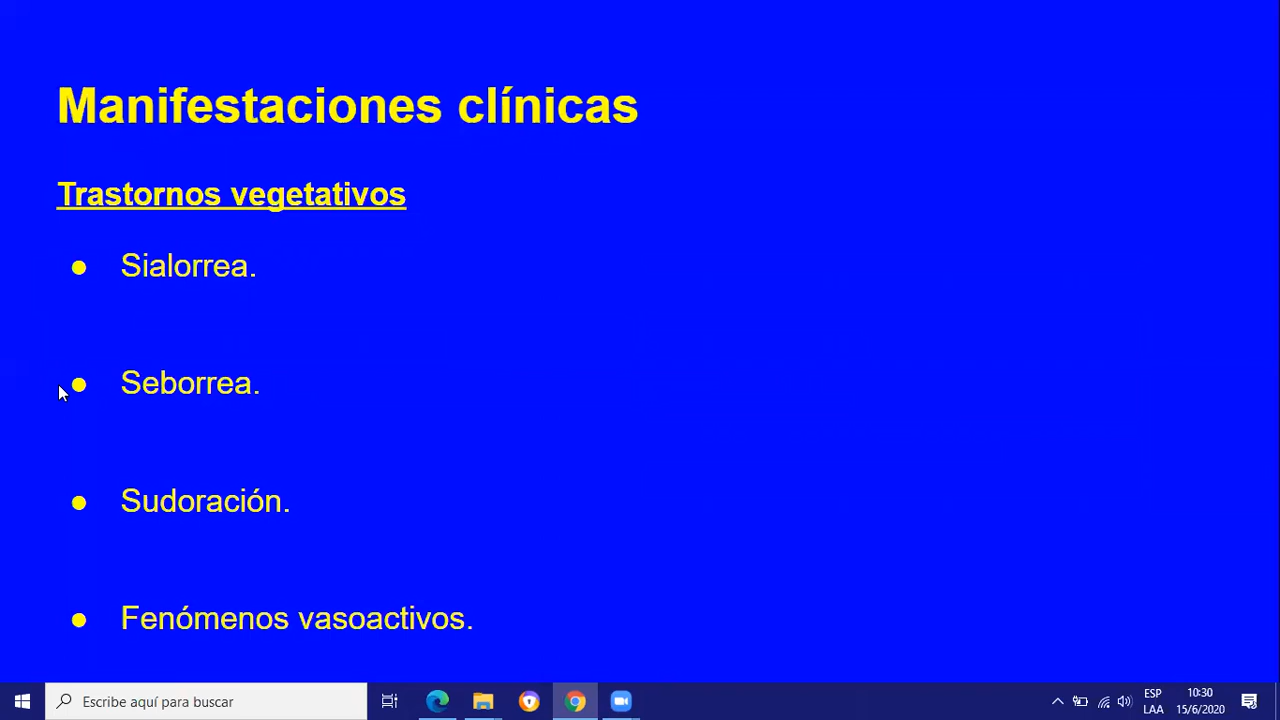 Manifestaciones clínicas
Trastornos vegetativos
● Sialorrea.
● Seborrea.
● Sudoración.
● Fenómenos vasoactivos.
Escribe aquí para buscar
ESP
LAA
10:30
15/6/2020